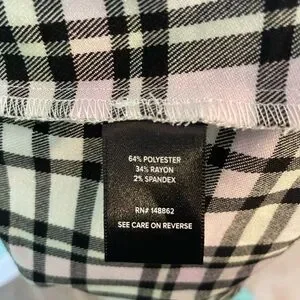 64% POLYESTER
34% RAYON
2% SPANDEX
RN# 148862
SEE CARE ON REVERSE